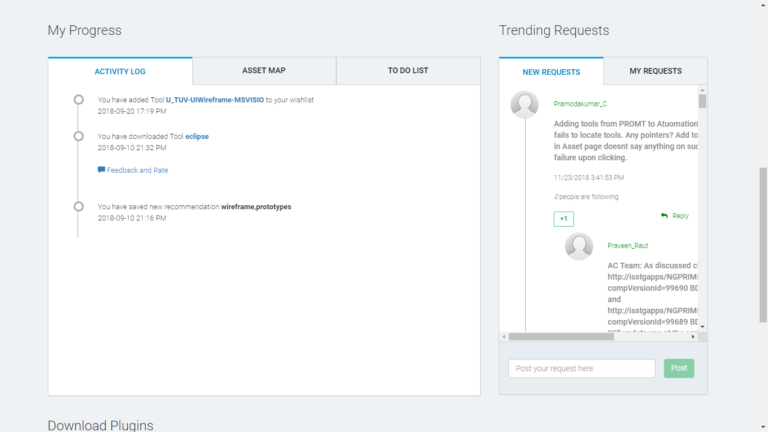 My Progress
Trending Requests
ACTIVITY LOG
ASSET MAP
TO DO LIST
You have added Tool U_TUV-UIWireframe-MSVISIO to your wishlist
2018-09-20 17:19 PM
You have downloaded Tool eclipse
2018-09-10 21:32 PM
Feedback and Rate
You have saved new recommendation wireframe,prototypes
2018-09-10 21:16 PM
NEW REQUESTS
MY REQUESTS
Pramodakumar_C
Adding tools from PROMT to Atuomation,
fails to locate tools. Any pointers? Add to
in Asset page doesnt say anything on suc
failure upon clicking.
11/23/2018 3:41:53 PM
0 people are following
+1
Reply
Praveen_Raut
AC Team: As discussed c
http://isstgapps/NGPRIM
compVersionId=99690 BD
and
http://isstgapps/NGPRIM
compVersionId=99689 BD
Post your request here
Post
Download Plugins